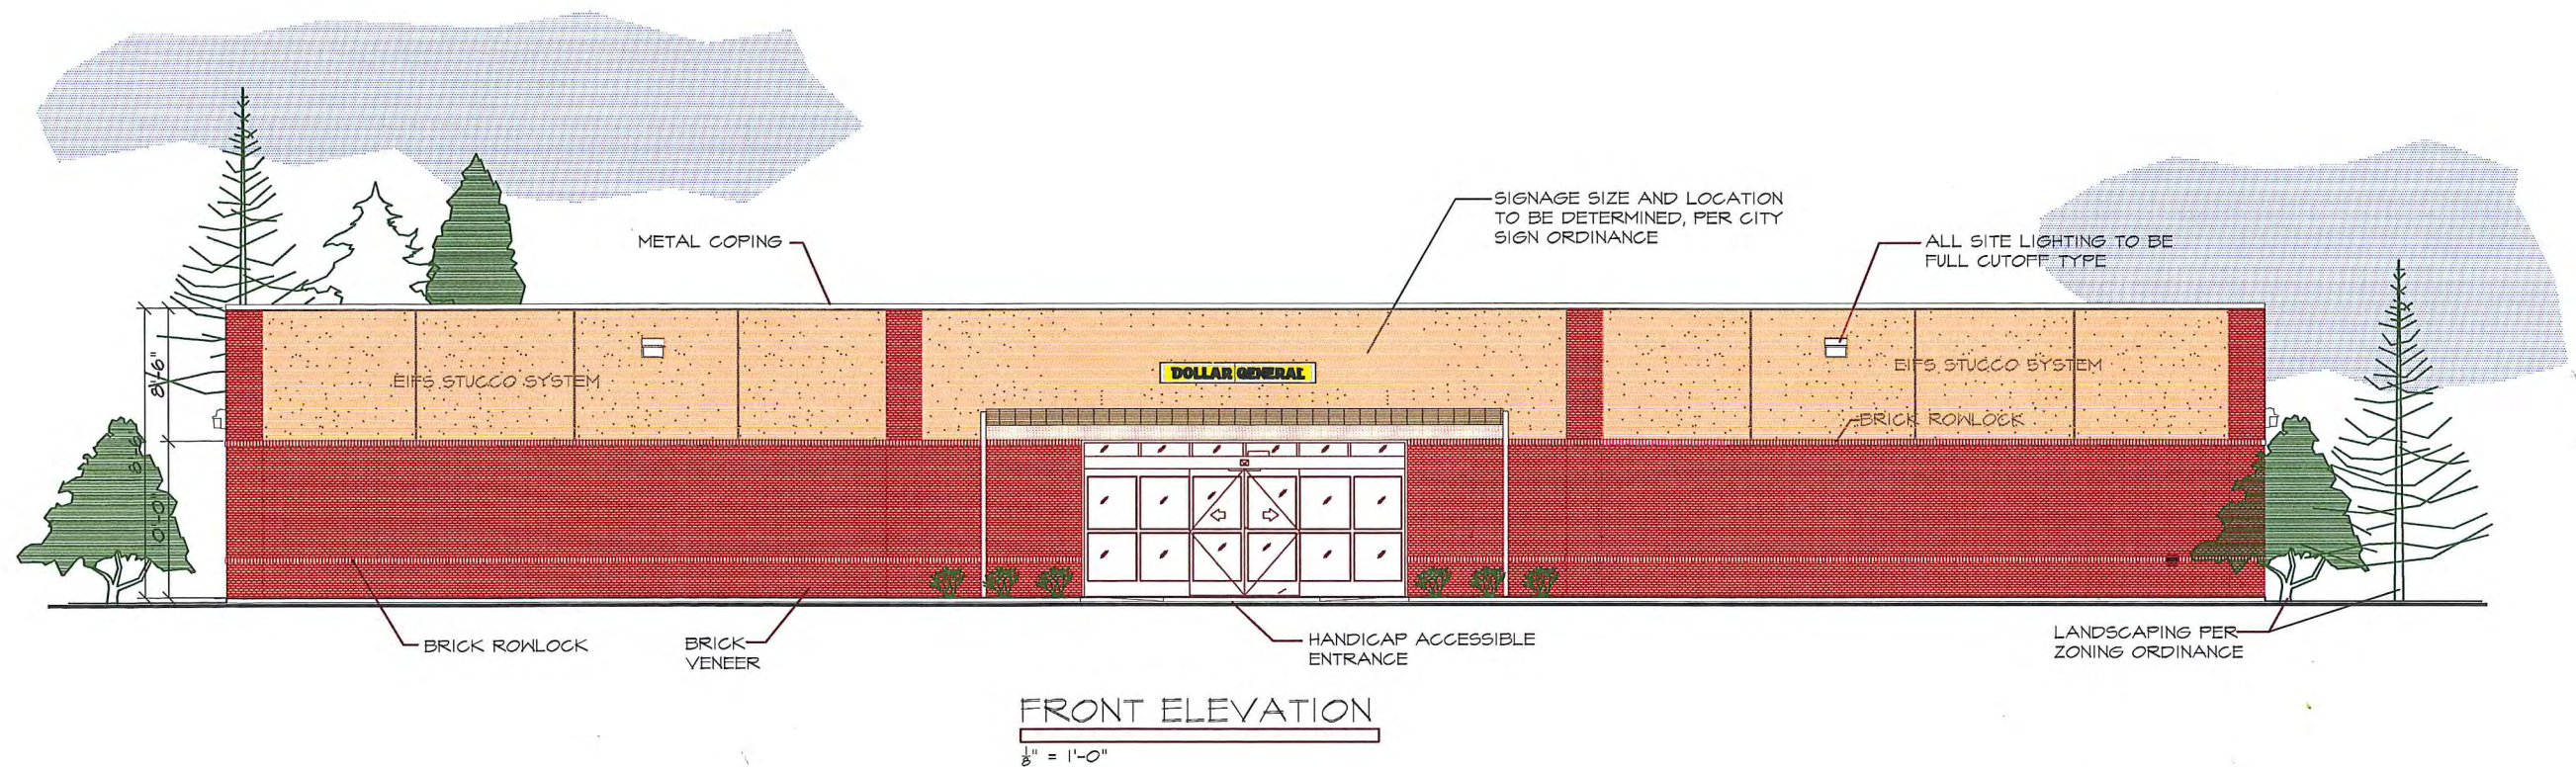 SIGNAGE SIZE AND LOCATION
TO BE DETERMINED, PER CITY
SIGN ORDINANCE
METAL COPING
ALL SITE LIGHTING TO BE
FULL CUTOFF TYPE
EIFS STUCCO SYSTEM
DOLLAR GENERAL
EIFS STUCCO SYSTEM
8'-6"
BRICK ROWLOCK
BRICK ROWLOCK
BRICK
VENEER
HANDICAP ACCESSIBLE
ENTRANCE
LANDSCAPING PER
ZONING ORDINANCE
FRONT ELEVATION
⅛" = 1'-0"